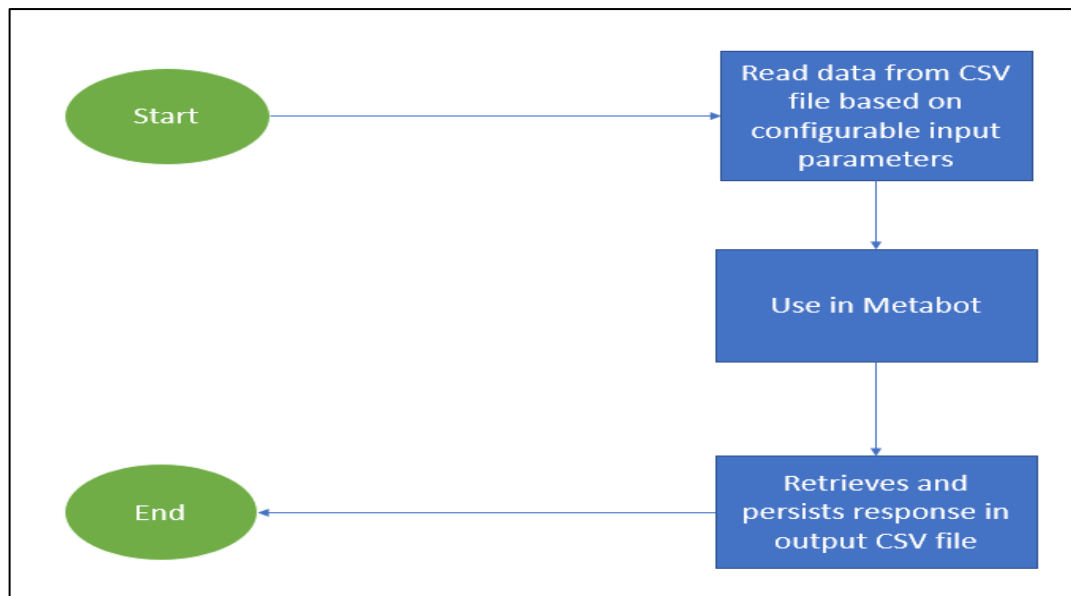 Start
Read data from CSV
file based on
configurable input
parameters
Use in Metabot
Retrieves and
persists response in
output CSV file
End